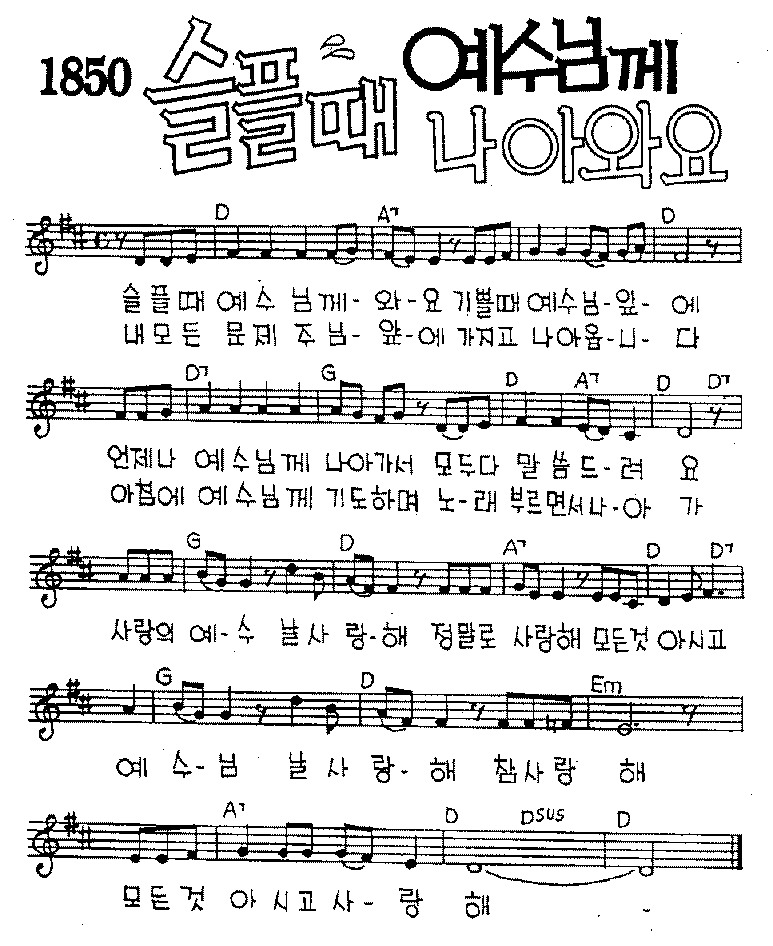 1850 슬플때 예수님께
나아와요
D A7 D
슬플때 예수 님께- 와-요 기쁠때 예수님-앞- 에
내모든 문제 주님- 앞-에 가지고 나아옵-니- 다
D7 G D A7 D D7
언제나 예수님께 나아가서 모두다 말씀드-려 요
아침에 예수님께 기도하며 노-래 부르면서나-아 가
G D A7 D D7
사랑의 예-수 날사 랑-해 정말로 사랑해 모든것 아시고
G D Em
예 수-님 날 사 랑-해 참사랑 해
A7 D Dsus D
모든것 아 시고 사-랑 해 -